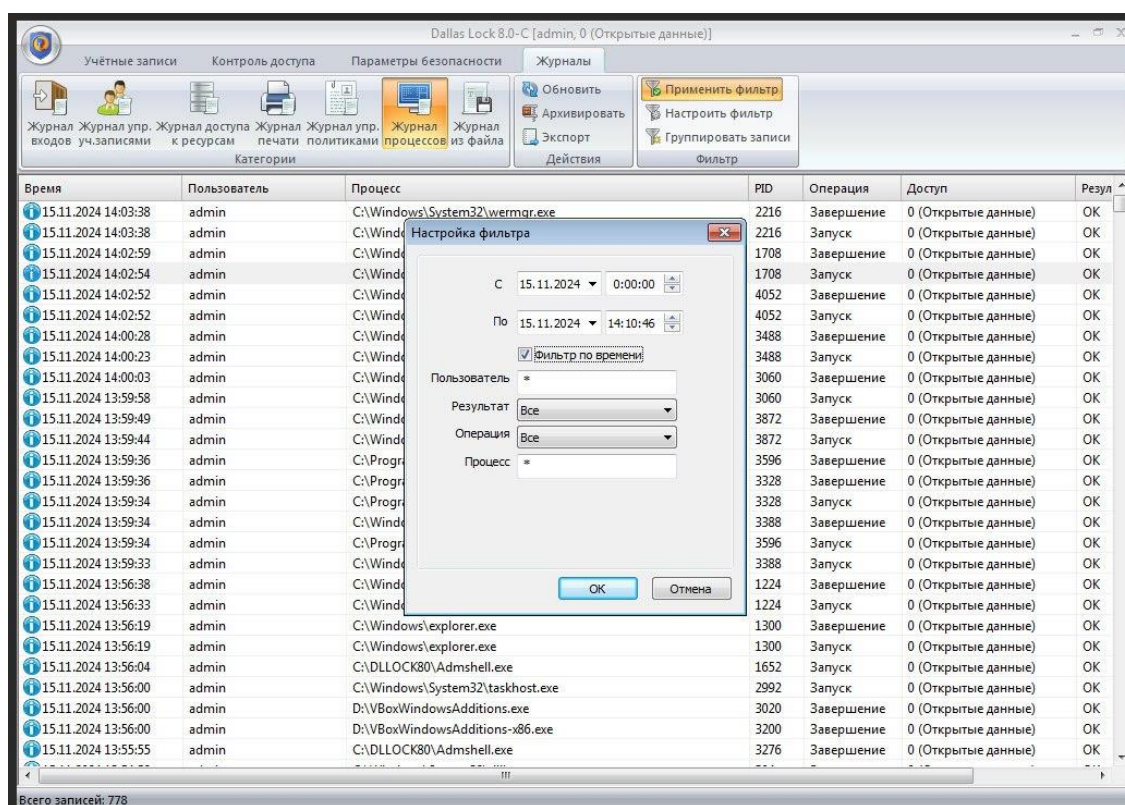 Dallas Lock 8.0-C [admin, 0 (Открытые данные)]
Учётные записи Контроль доступа Параметры безопасности Журналы
Журнал входов
Журнал упр. уч.записями
Журнал доступа к ресурсам
Журнал печати
Журнал упр. политиками
Журнал процессов
Журнал из файла
Категории
Обновить
Архивировать
Экспорт
Действия
Применить фильтр
Настроить фильтр
Группировать записи
Фильтр
Время Пользователь Процесс PID Операция Доступ Резул
15.11.2024 14:03:38 admin C:\Windows\System32\wermgr.exe 2216 Завершение 0 (Открытые данные) OK
15.11.2024 14:03:38 admin C:\Windo 2216 Запуск 0 (Открытые данные) OK
15.11.2024 14:02:59 admin C:\Windo 1708 Завершение 0 (Открытые данные) OK
15.11.2024 14:02:54 admin C:\Windo 1708 Запуск 0 (Открытые данные) OK
15.11.2024 14:02:52 admin C:\Windo 4052 Завершение 0 (Открытые данные) OK
15.11.2024 14:02:52 admin C:\Windo 4052 Запуск 0 (Открытые данные) OK
15.11.2024 14:00:28 admin C:\Windo 3488 Завершение 0 (Открытые данные) OK
15.11.2024 14:00:23 admin C:\Windo 3488 Запуск 0 (Открытые данные) OK
15.11.2024 14:00:03 admin C:\Windo 3060 Завершение 0 (Открытые данные) OK
15.11.2024 13:59:58 admin C:\Windo 3060 Запуск 0 (Открытые данные) OK
15.11.2024 13:59:49 admin C:\Windo 3872 Завершение 0 (Открытые данные) OK
15.11.2024 13:59:44 admin C:\Windo 3872 Запуск 0 (Открытые данные) OK
15.11.2024 13:59:36 admin C:\Progra 3596 Завершение 0 (Открытые данные) OK
15.11.2024 13:59:36 admin C:\Progra 3328 Завершение 0 (Открытые данные) OK
15.11.2024 13:59:34 admin C:\Progra 3328 Запуск 0 (Открытые данные) OK
15.11.2024 13:59:34 admin C:\Windo 3388 Завершение 0 (Открытые данные) OK
15.11.2024 13:59:34 admin C:\Progra 3596 Запуск 0 (Открытые данные) OK
15.11.2024 13:59:33 admin C:\Windo 3388 Запуск 0 (Открытые данные) OK
15.11.2024 13:56:38 admin C:\Windo 1224 Завершение 0 (Открытые данные) OK
15.11.2024 13:56:33 admin C:\Windo 1224 Запуск 0 (Открытые данные) OK
15.11.2024 13:56:19 admin C:\Windows\explorer.exe 1300 Завершение 0 (Открытые данные) OK
15.11.2024 13:56:19 admin C:\Windows\explorer.exe 1300 Запуск 0 (Открытые данные) OK
15.11.2024 13:56:04 admin C:\DLLOCK80\Admshell.exe 1652 Запуск 0 (Открытые данные) OK
15.11.2024 13:56:00 admin C:\Windows\System32\taskhost.exe 2992 Запуск 0 (Открытые данные) OK
15.11.2024 13:56:00 admin D:\VBoxWindowsAdditions.exe 3020 Завершение 0 (Открытые данные) OK
15.11.2024 13:56:00 admin D:\VBoxWindowsAdditions-x86.exe 3200 Завершение 0 (Открытые данные) OK
15.11.2024 13:55:55 admin C:\DLLOCK80\Admshell.exe 3276 Завершение 0 (Открытые данные) OK
Настройка фильтра
С 15.11.2024 0:00:00
По 15.11.2024 14:10:46
Фильтр по времени
Пользователь *
Результат Все
Операция Все
Процесс *
OK Отмена
Всего записей: 778